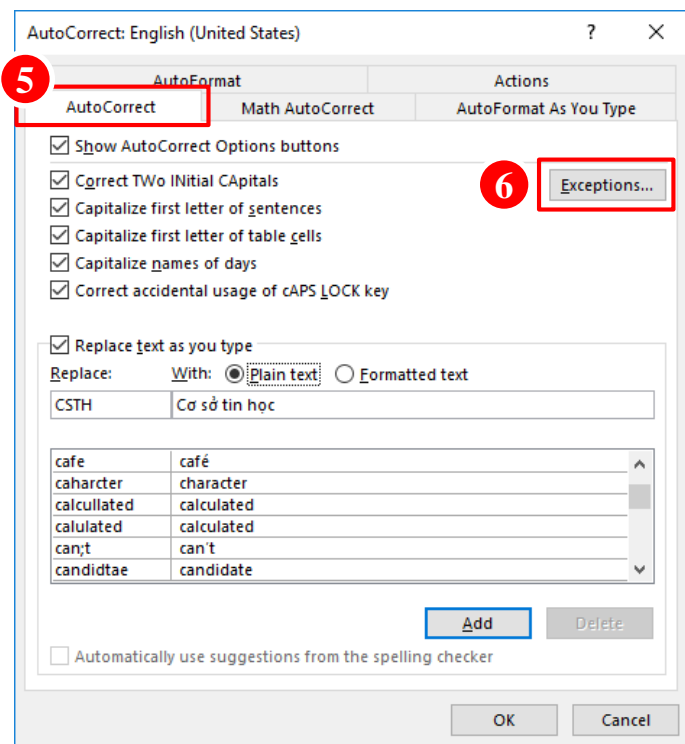 AutoCorrect: English (United States) ? ×
5
AutoFormat Actions
AutoCorrect Math AutoCorrect AutoFormat As You Type
Show AutoCorrect Options buttons
Correct TWo INitial CApitals 6 Exceptions...
Capitalize first letter of sentences
Capitalize first letter of table cells
Capitalize names of days
Correct accidental usage of cAPS LOCK key
Replace text as you type
Replace: With: Plain text Formatted text
CSTH Cơ sở tin học
cafe café
caharcter character
calcullated calculated
calulated calculated
can;t can't
candidtae candidate
Add Delete
Automatically use suggestions from the spelling checker
OK Cancel